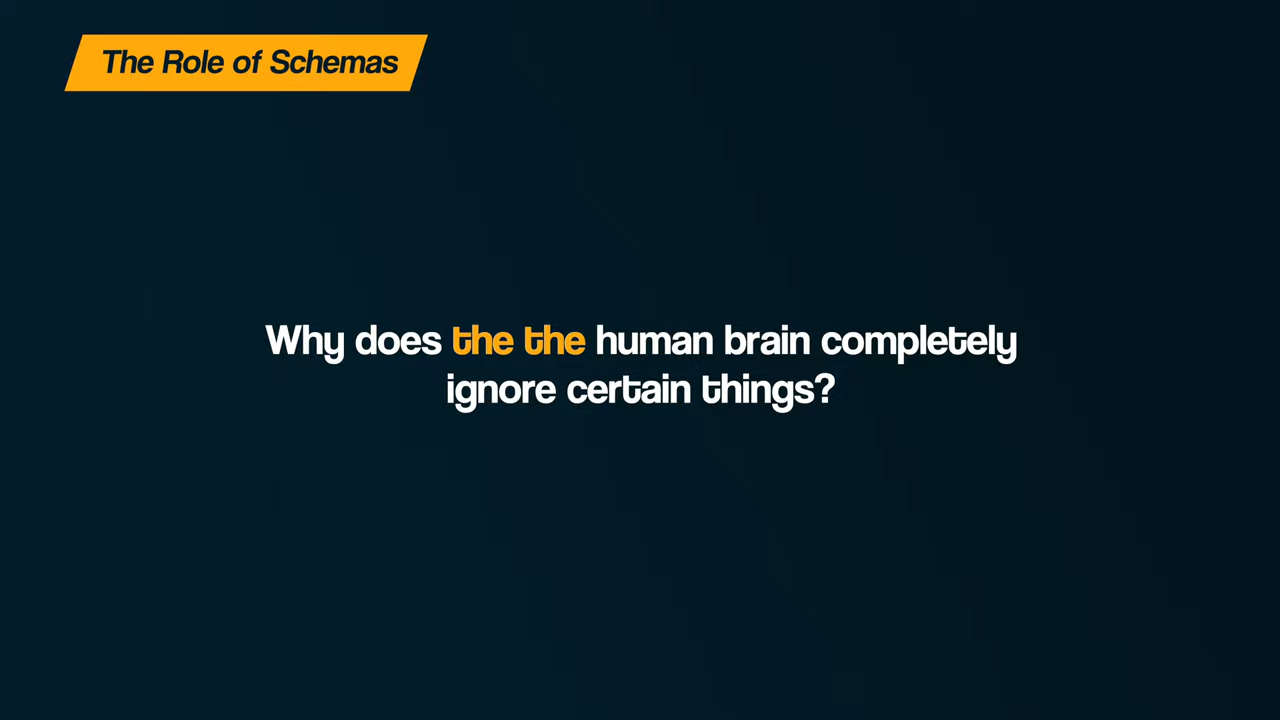 The Role of Schemas
Why does the the human brain completely
ignore certain things?